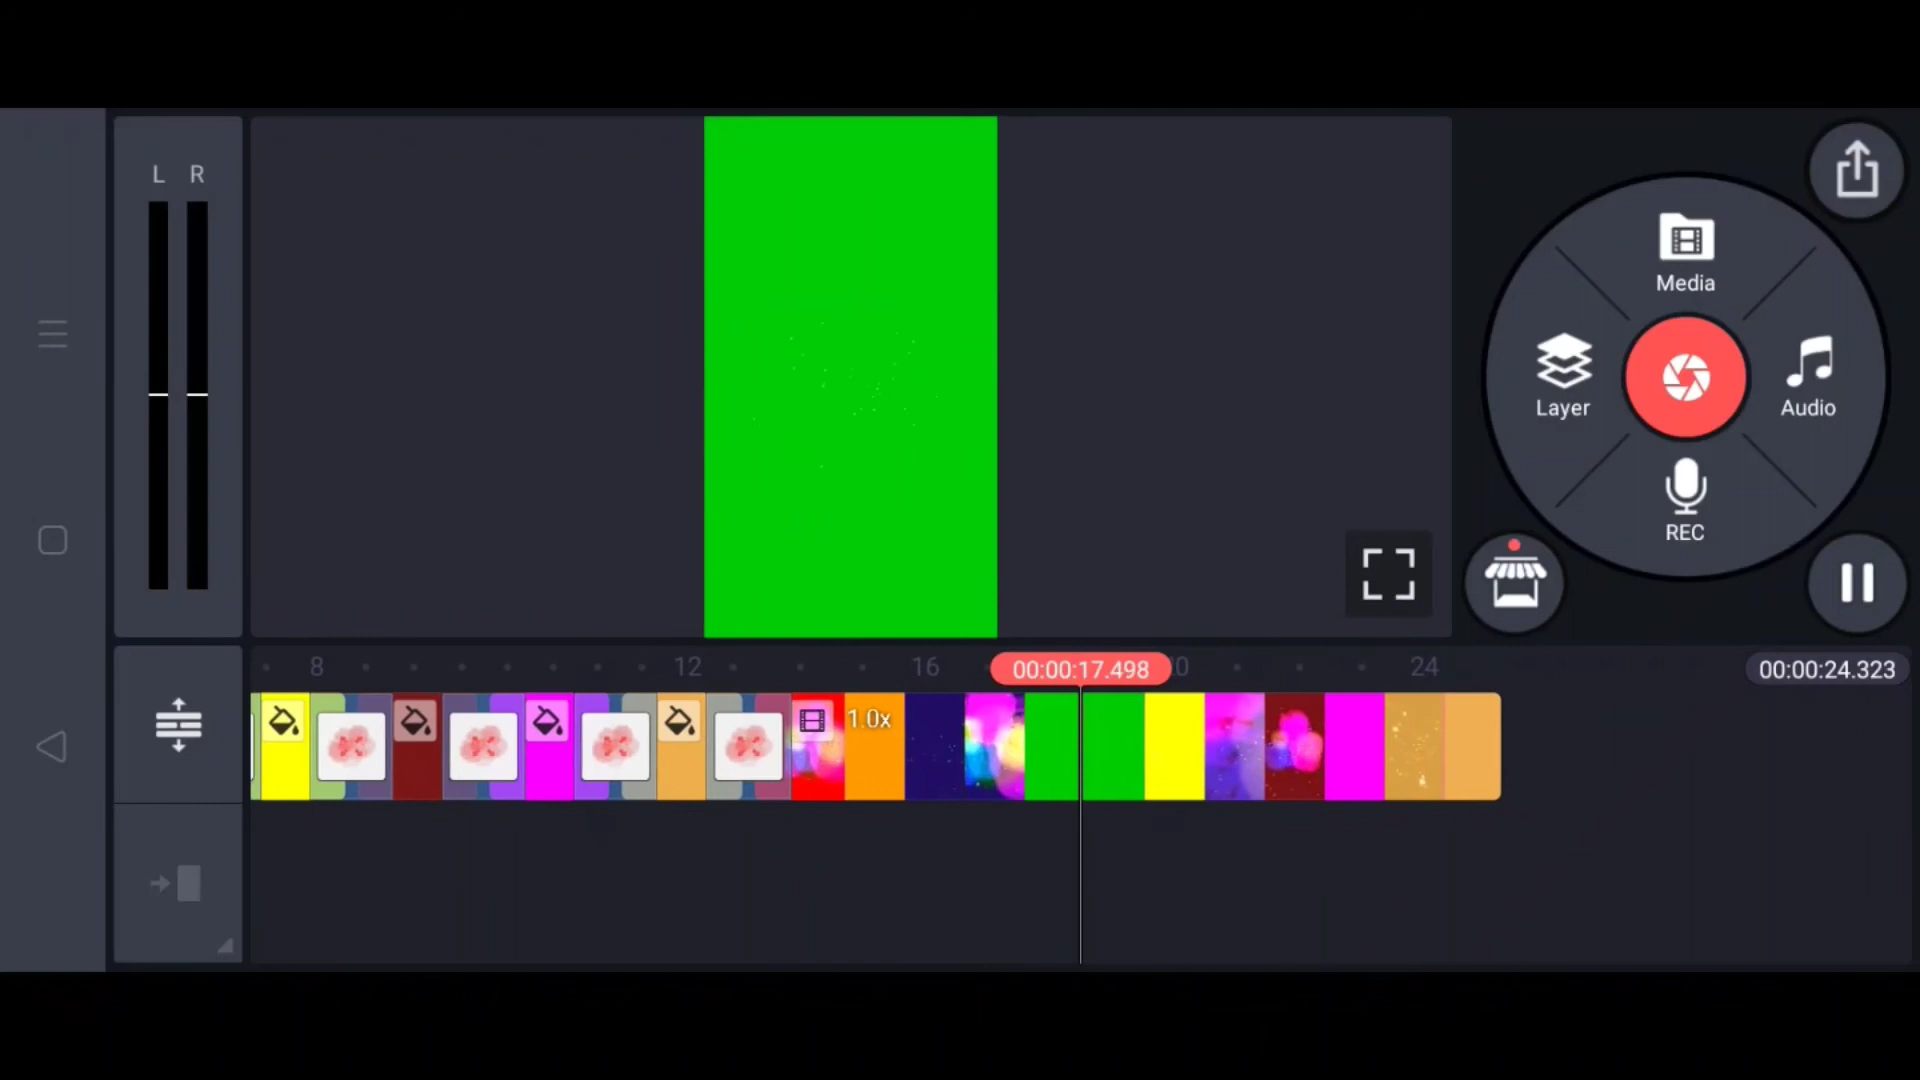 L R
Media
Layer
Audio
REC
8
12
16
00:00:17.498
24
00:00:24.323
1.0x